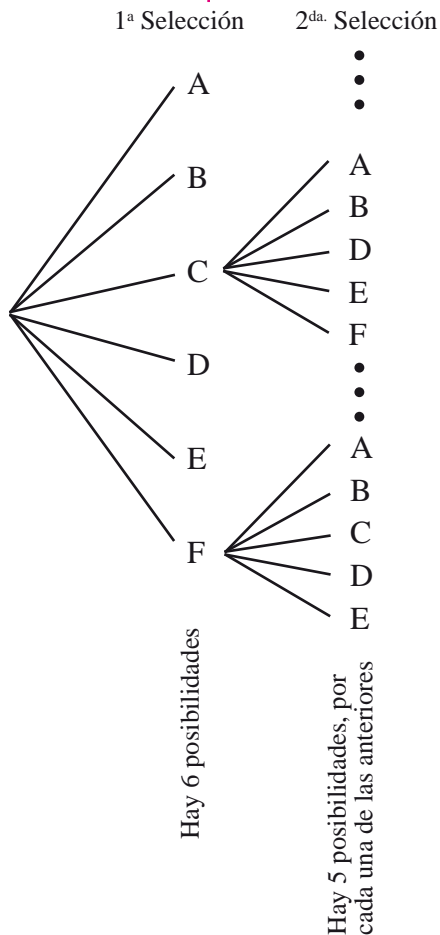 1ª Selección
2da. Selección
A
B
C
D
E
F
A
B
D
E
F
A
B
C
D
E
Hay 6 posibilidades
Hay 5 posibilidades, por
cada una de las anteriores